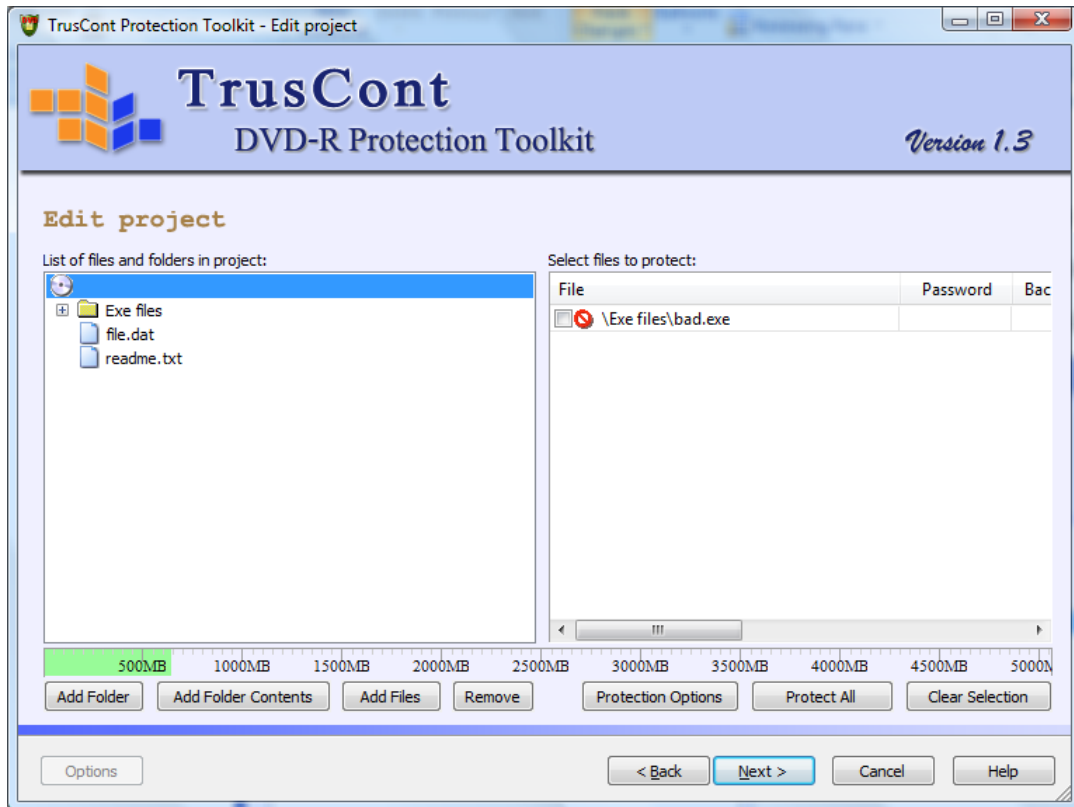 TrusCont Protection Toolkit - Edit project
TrusCont
DVD-R Protection Toolkit
Version 1.3
Edit project
List of files and folders in project:
Select files to protect:
Exe files
file.dat
readme.txt
File Password Bac
\Exe files\bad.exe
500MB 1000MB 1500MB 2000MB 2500MB 3000MB 3500MB 4000MB 4500MB 5000M
Add Folder Add Folder Contents Add Files Remove Protection Options Protect All Clear Selection
Options < Back Next > Cancel Help